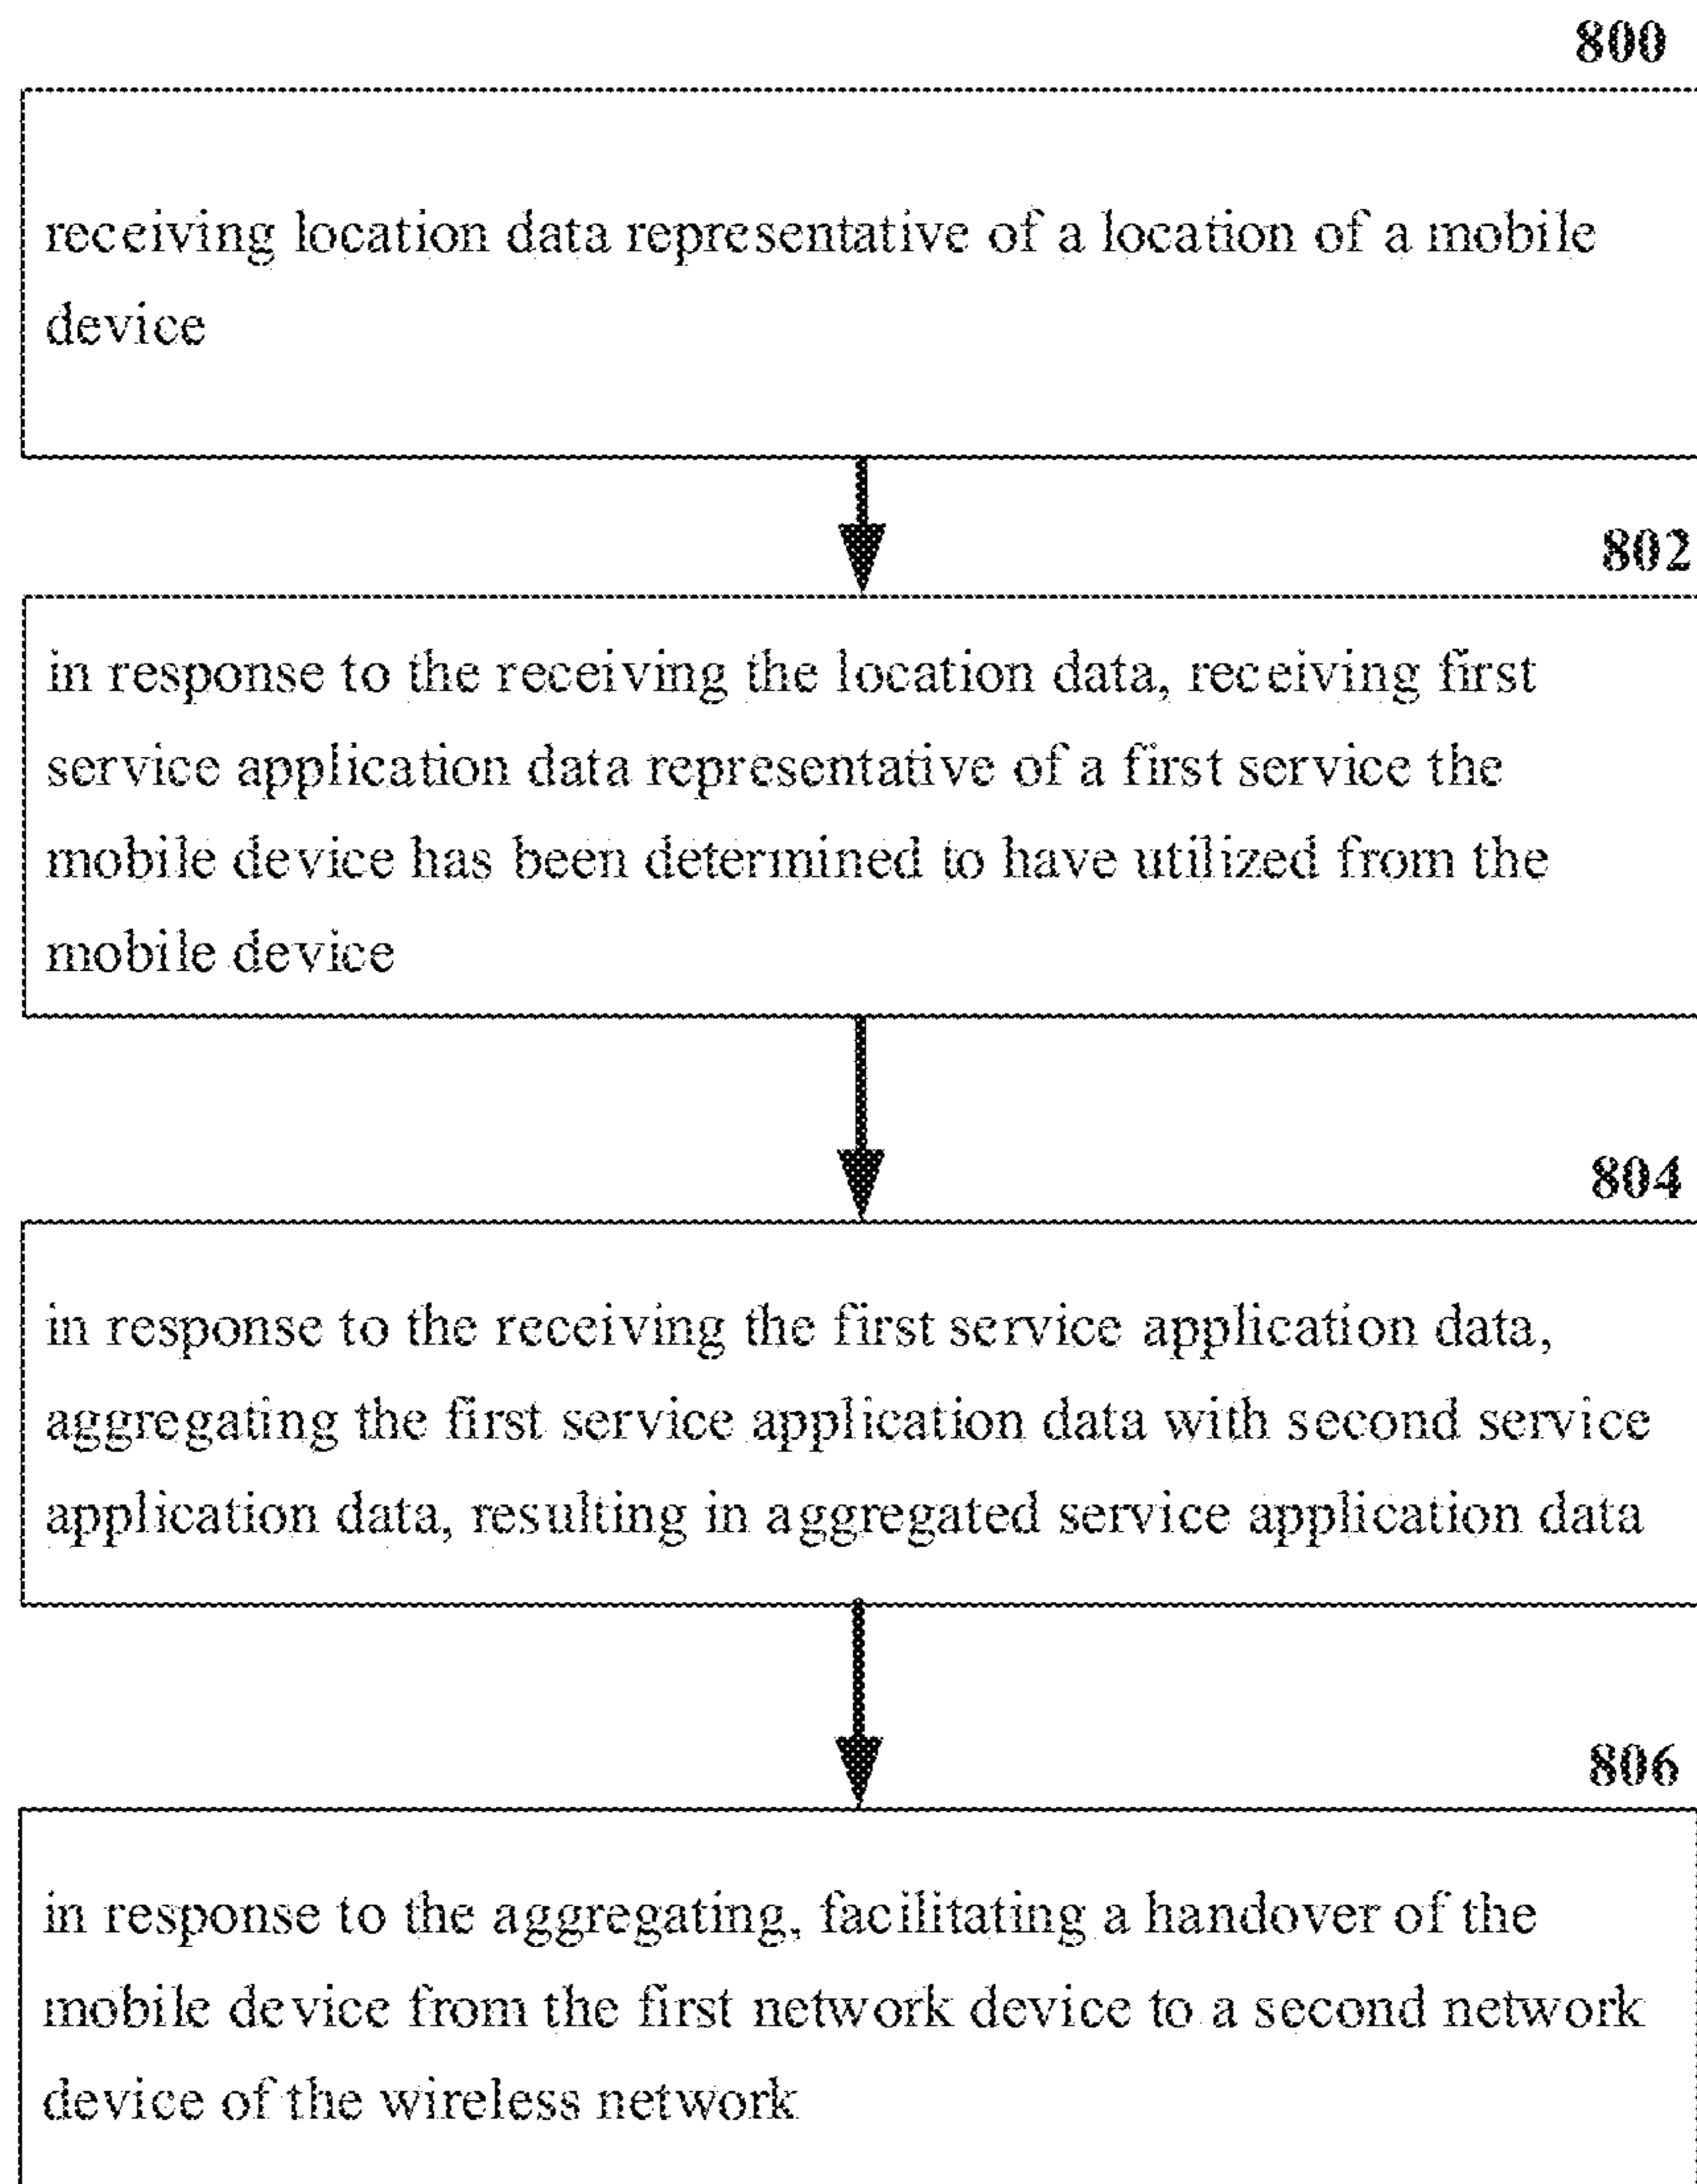 800
receiving location data representative of a location of a mobile
device
802
in response to the receiving the location data, receiving first
service application data representative of a first service the
mobile device has been determined to have utilized from the
mobile device
804
in response to the receiving the first service application data,
aggregating the first service application data with second service
application data, resulting in aggregated service application data
806
in response to the aggregating, facilitating a handover of the
mobile device from the first network device to a second network
device of the wireless network